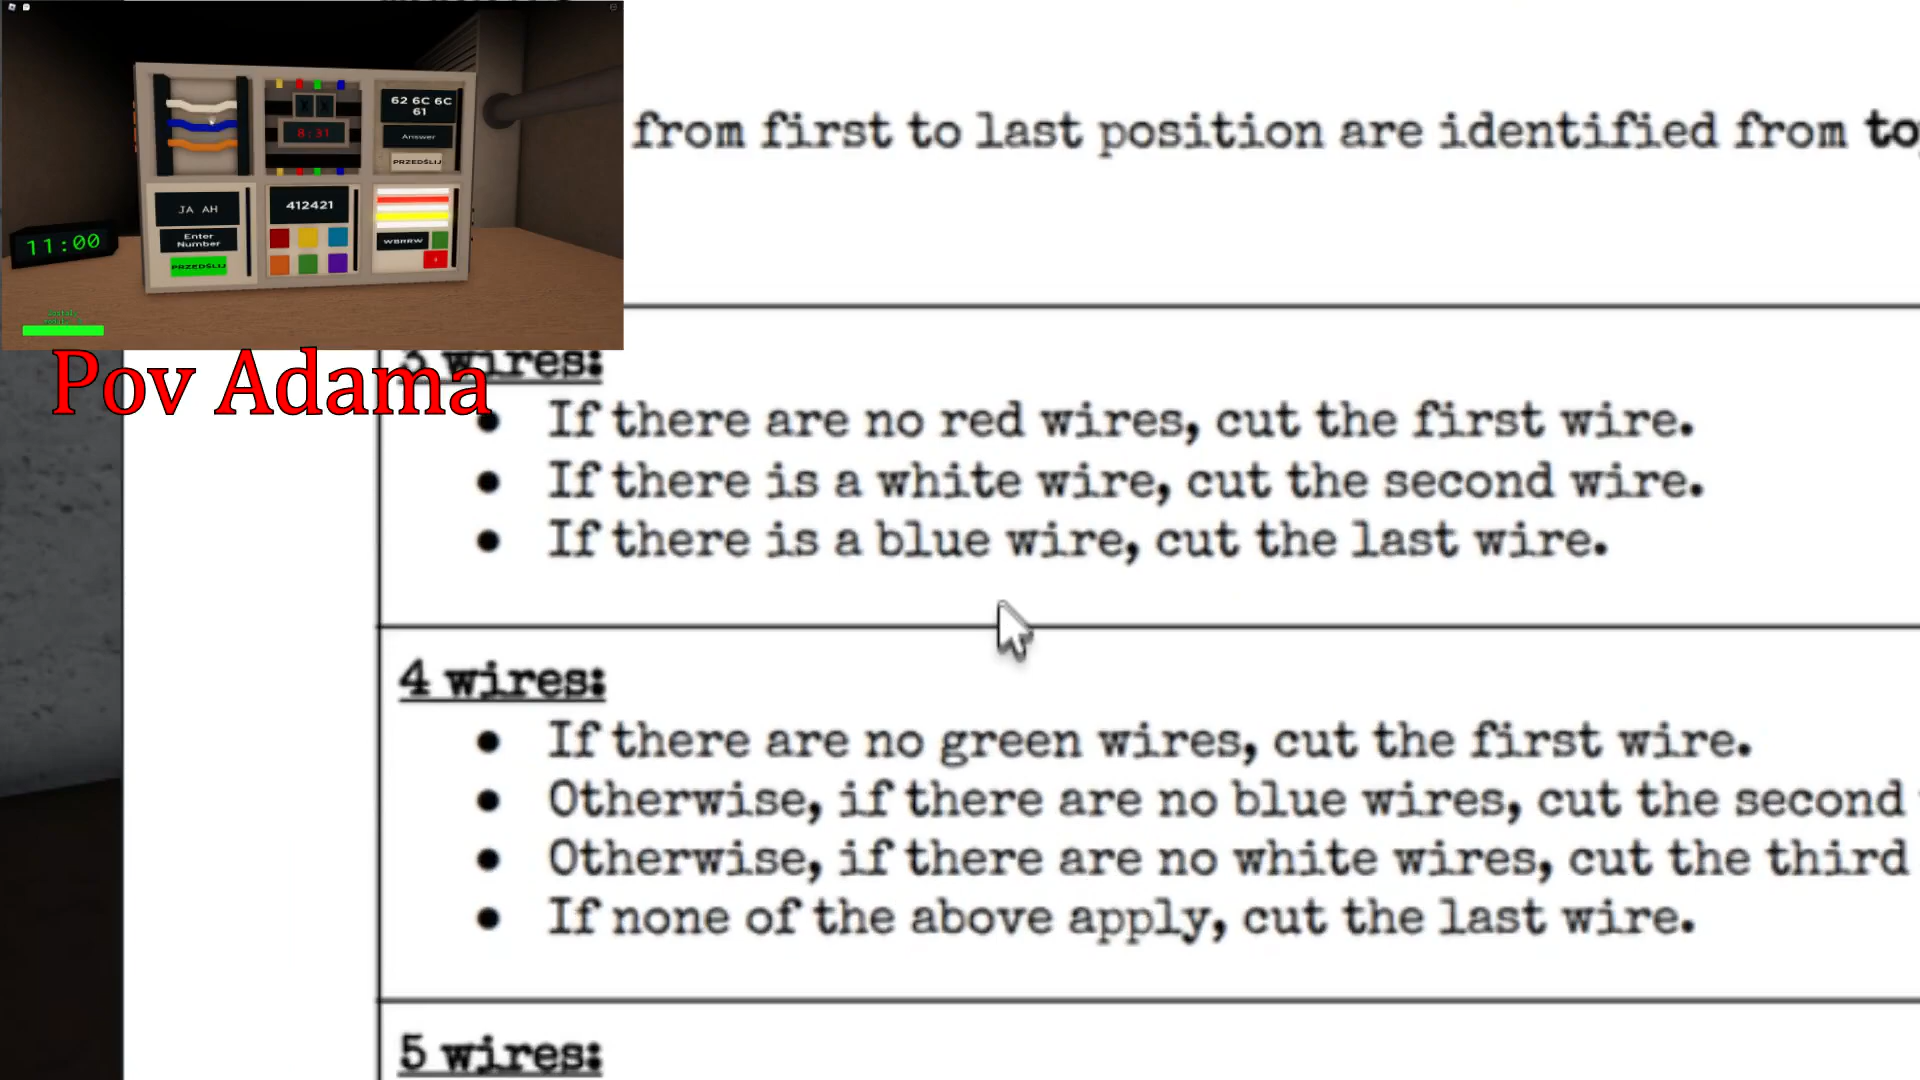 62 6C 6C
61
8:31
Answer
PRZEDŚLIJ
JA AH
412421
Enter
Number
WBRRW
PRZEDŚLIJ
11:00
Pov Adama
from first to last position are identified from
3 wires:
If there are no red wires, cut the first wire.
If there is a white wire, cut the second wire.
If there is a blue wire, cut the last wire.
4 wires:
If there are no green wires, cut the first wire.
Otherwise, if there are no blue wires, cut the second
Otherwise, if there are no white wires, cut the third
If none of the above apply, cut the last wire.
5 wires: